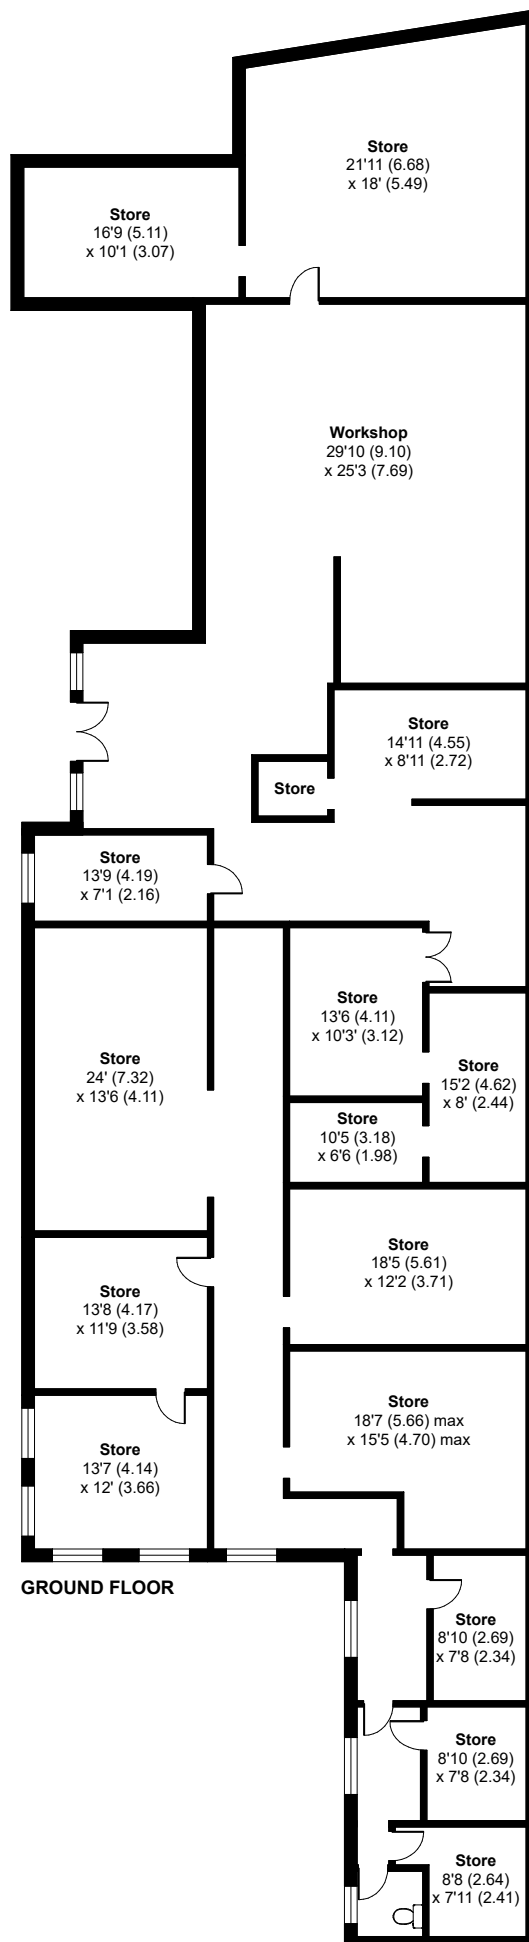 Store
21'11 (6.68)
x 18' (5.49)
Store
16'9 (5.11)
x 10'1 (3.07)
Workshop
29'10 (9.10)
x 25'3 (7.69)
Store
14'11 (4.55)
x 8'11 (2.72)
Store
Store
13'9 (4.19)
x 7'1 (2.16)
Store
13'6 (4.11)
x 10'3' (3.12)
Store
24' (7.32)
x 13'6 (4.11)
Store
15'2 (4.62)
x 8' (2.44)
Store
10'5 (3.18)
x 6'6 (1.98)
Store
18'5 (5.61)
x 12'2 (3.71)
Store
13'8 (4.17)
x 11'9 (3.58)
Store
18'7 (5.66) max
x 15'5 (4.70) max
Store
13'7 (4.14)
x 12' (3.66)
GROUND FLOOR
Store
8'10 (2.69)
x 7'8 (2.34)
Store
8'10 (2.69)
x 7'8 (2.34)
Store
8'8 (2.64)
x 7'11 (2.41)